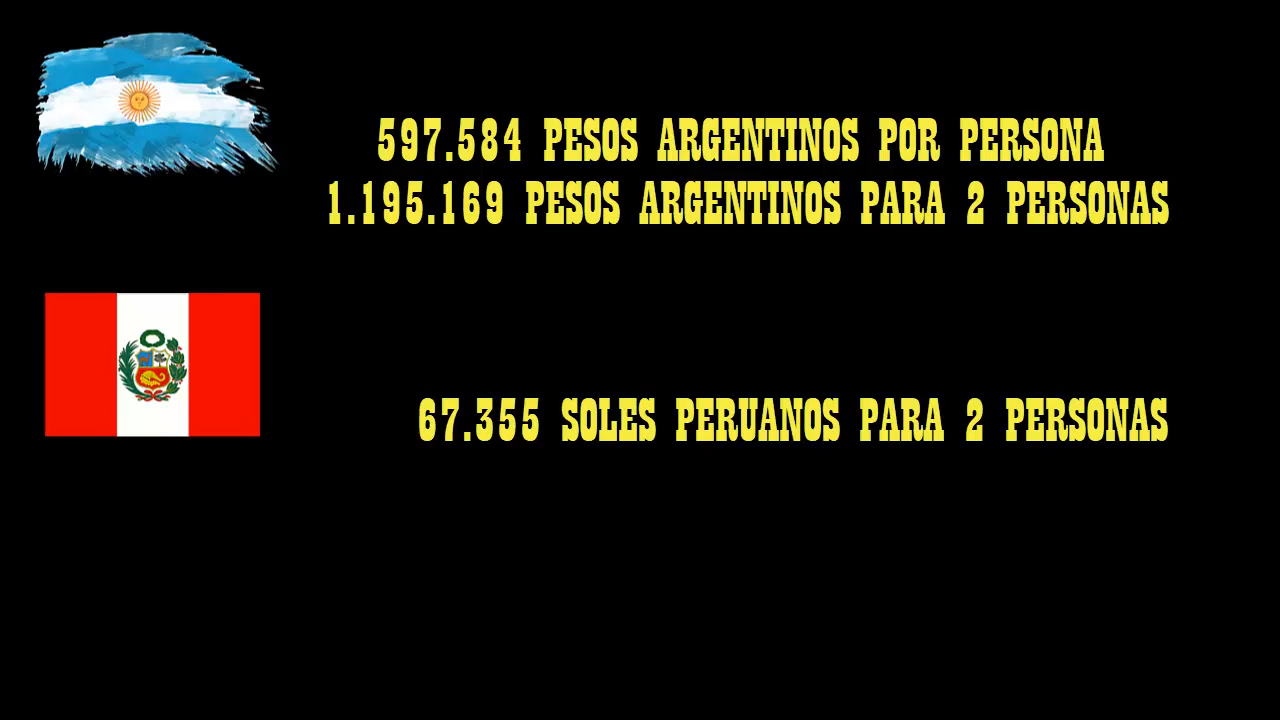 597.584 PESOS ARGENTINOS POR PERSONA
1.195.169 PESOS ARGENTINOS PARA 2 PERSONAS
67.355 SOLES PERUANOS PARA 2 PERSONAS